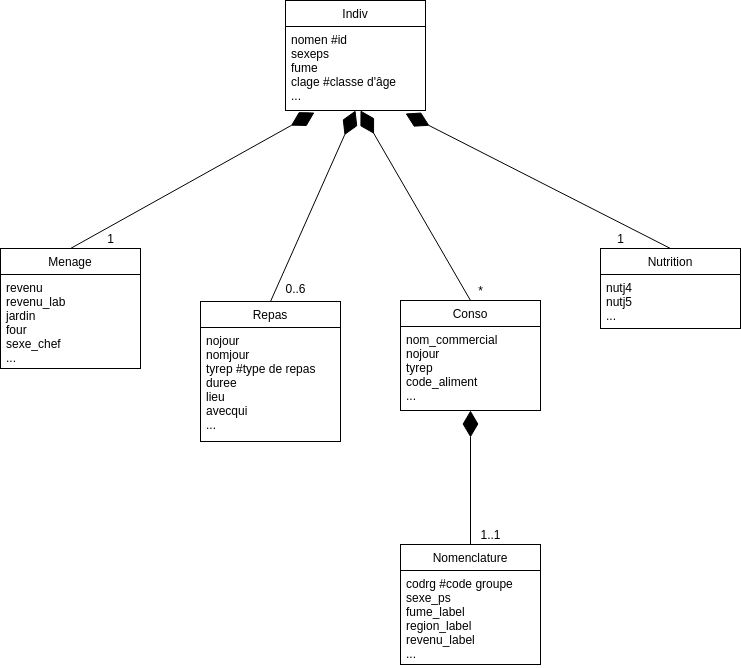 Indiv
nomen #id
sexeps
fume
clage #classe d'âge
...
1
0..6
*
1
Menage
revenu
revenu_lab
jardin
four
sexe_chef
...
Repas
nojour
nomjour
tyrep #type de repas
duree
lieu
avecqui
...
Conso
nom_commercial
nojour
tyrep
code_aliment
...
Nutrition
nutj4
nutj5
...
1..1
Nomenclature
codrg #code groupe
sexe_ps
fume_label
region_label
revenu_label
...